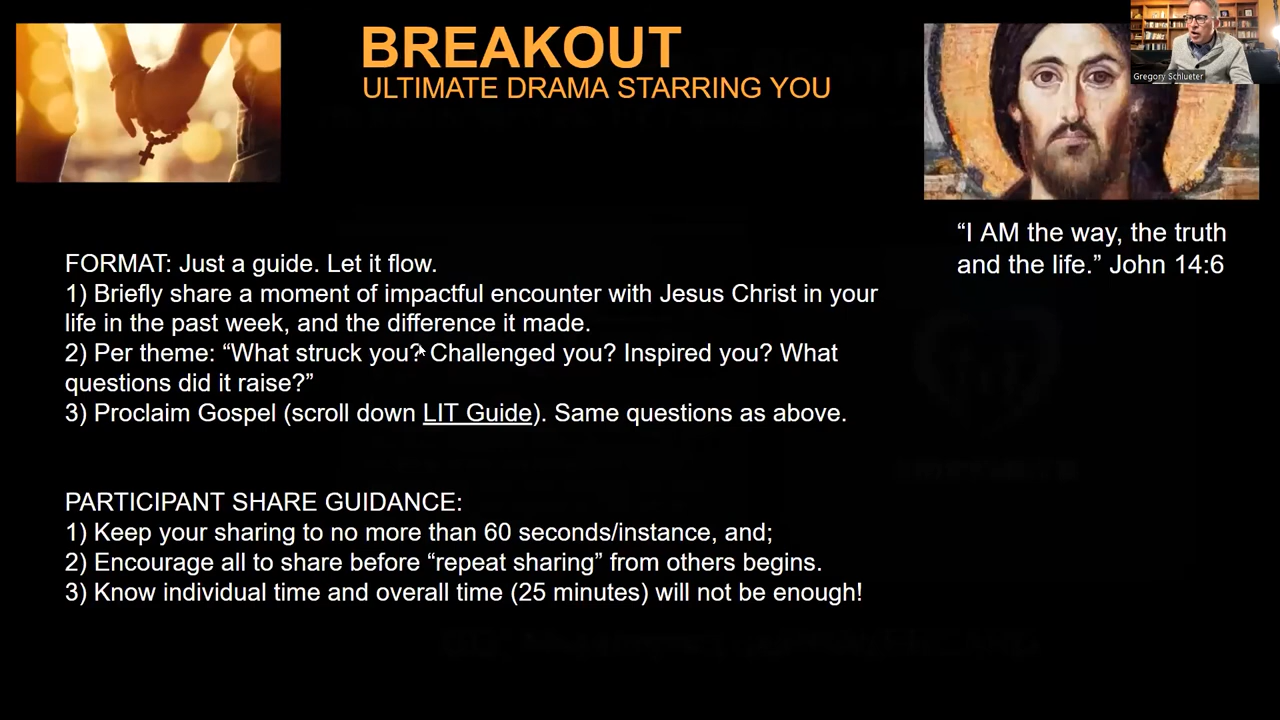 BREAKOUT
ULTIMATE DRAMA STARRING YOU
Gregory Schlueter
“I AM the way, the truth
and the life.” John 14:6
FORMAT: Just a guide. Let it flow.
1) Briefly share a moment of impactful encounter with Jesus Christ in your
life in the past week, and the difference it made.
2) Per theme: “What struck you? Challenged you? Inspired you? What
questions did it raise?”
3) Proclaim Gospel (scroll down LIT Guide). Same questions as above.
PARTICIPANT SHARE GUIDANCE:
1) Keep your sharing to no more than 60 seconds/instance, and;
2) Encourage all to share before “repeat sharing” from others begins.
3) Know individual time and overall time (25 minutes) will not be enough!